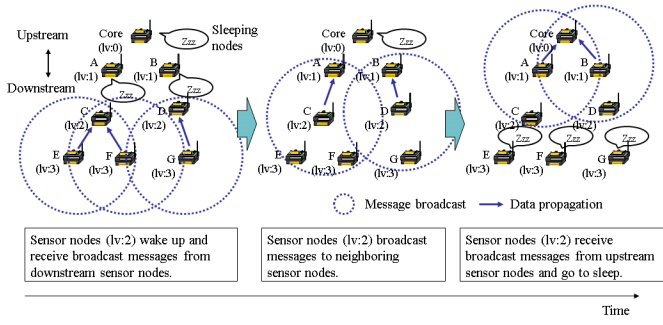 Upstream
Downstream
Core
(lv:0)
Zzz
Sleeping
nodes
A
(lv:1)
B
(lv:1)
Zzz
Zzz
C
(lv:2)
D
(lv:2)
E
(lv:3)
F
(lv:3)
G
(lv:3)
Core
(lv:0)
Zzz
A
(lv:1)
B
(lv:1)
C
(lv:2)
D
(lv:2)
E
(lv:3)
F
(lv:3)
G
(lv:3)
Core
(lv:0)
A
(lv:1)
B
(lv:1)
C
(lv:2)
D
(lv:2)
Zzz
Zzz
Zzz
E
(lv:3)
F
(lv:3)
G
(lv:3)
Message broadcast
Data propagation
Sensor nodes (lv:2) wake up and
receive broadcast messages from
downstream sensor nodes.
Sensor nodes (lv:2) broadcast
messages to neighboring
sensor nodes.
Sensor nodes (lv:2) receive
broadcast messages from upstream
sensor nodes and go to sleep.
Time